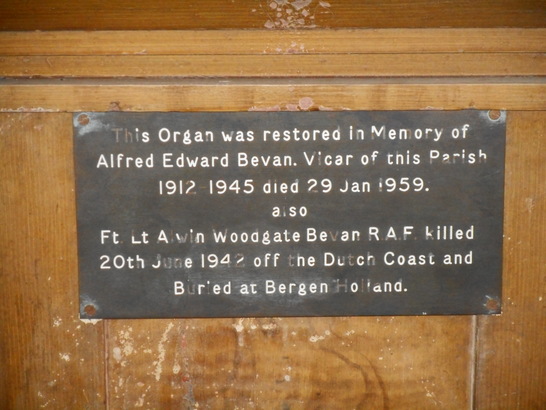 This Organ was restored in Memory of
Alfred Edward Bevan. Vicar of this Parish
1912 1945 died 29 Jan 1959.
also
Ft. Lt Alwin Woodgate Bevan R.A.F. killed
20th June 1942 off the Dutch Coast and
Buried at Bergen Holland.